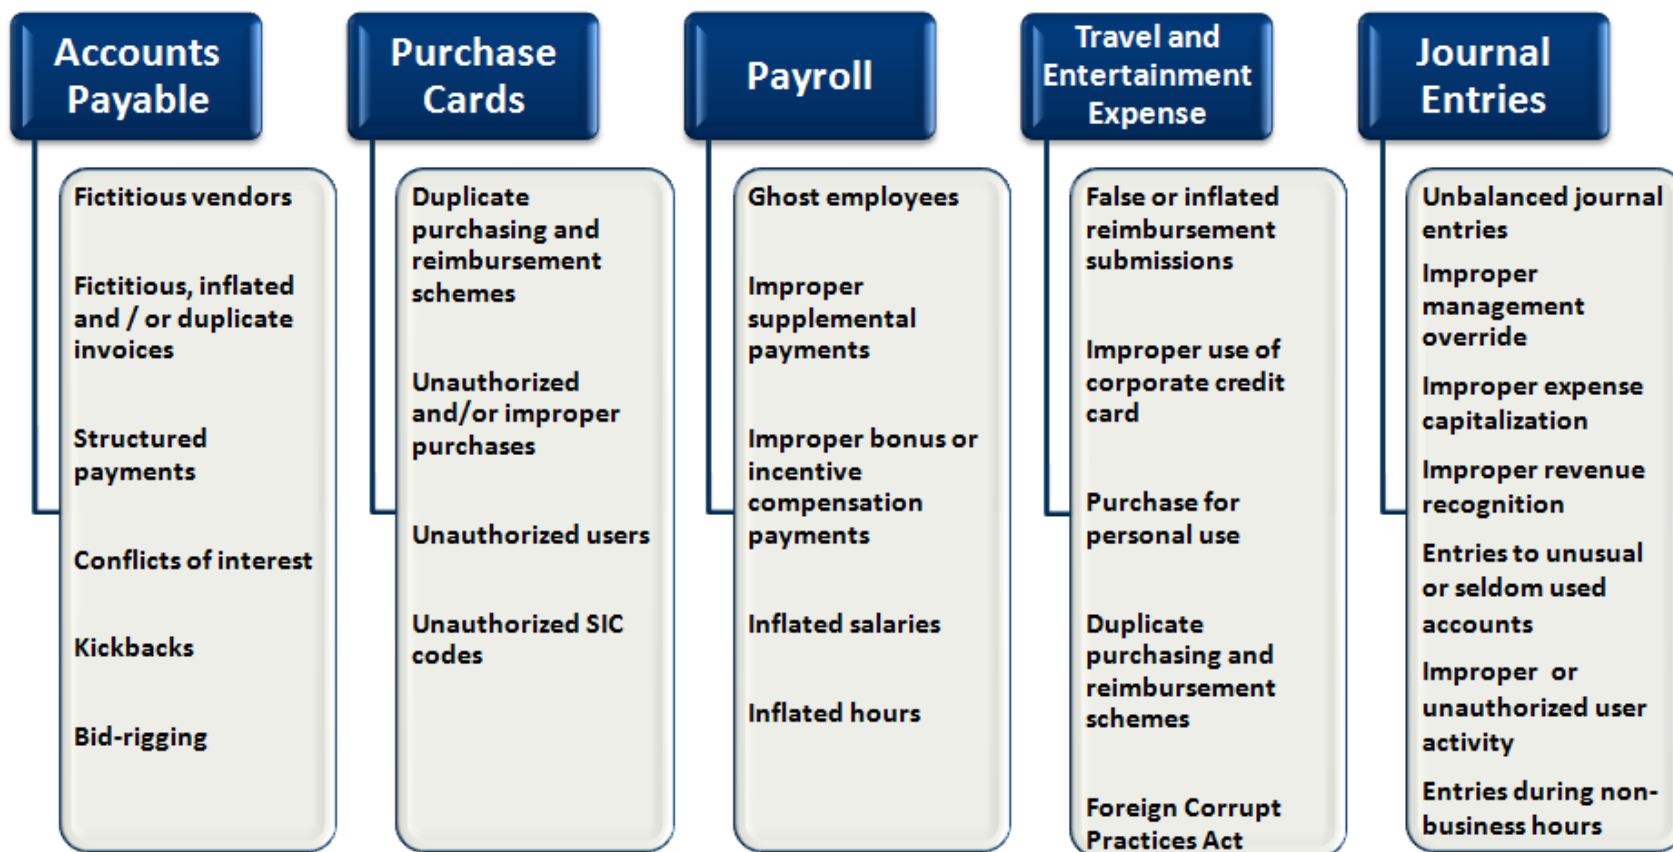 Accounts
Payable
Fictitious vendors
Fictitious, inflated
and / or duplicate
invoices
Structured
payments
Conflicts of interest
Kickbacks
Bid-rigging
Purchase
Cards
Duplicate
purchasing and
reimbursement
schemes
Unauthorized
and/or improper
purchases
Unauthorized users
Unauthorized SIC
codes
Payroll
Ghost employees
Improper
supplemental
payments
Improper bonus or
incentive
compensation
payments
Inflated salaries
Inflated hours
Travel and
Entertainment
Expense
False or inflated
reimbursement
submissions
Improper use of
corporate credit
card
Purchase for
personal use
Duplicate
purchasing and
reimbursement
schemes
Foreign Corrupt
Practices Act
Journal
Entries
Unbalanced journal
entries
Improper
management
override
Improper expense
capitalization
Improper revenue
recognition
Entries to unusual
or seldom used
accounts
Improper or
unauthorized user
activity
Entries during non-
business hours